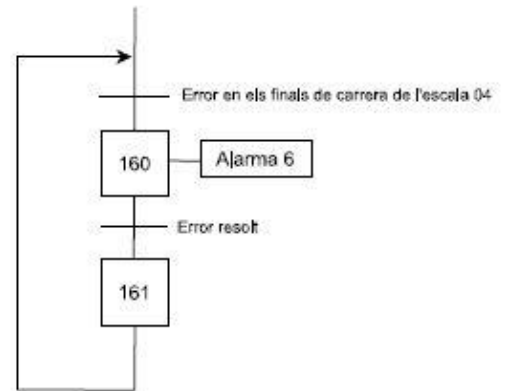 Error en els finals de carrera de l'escala 04
160
Alarma 6
Error resolt
161